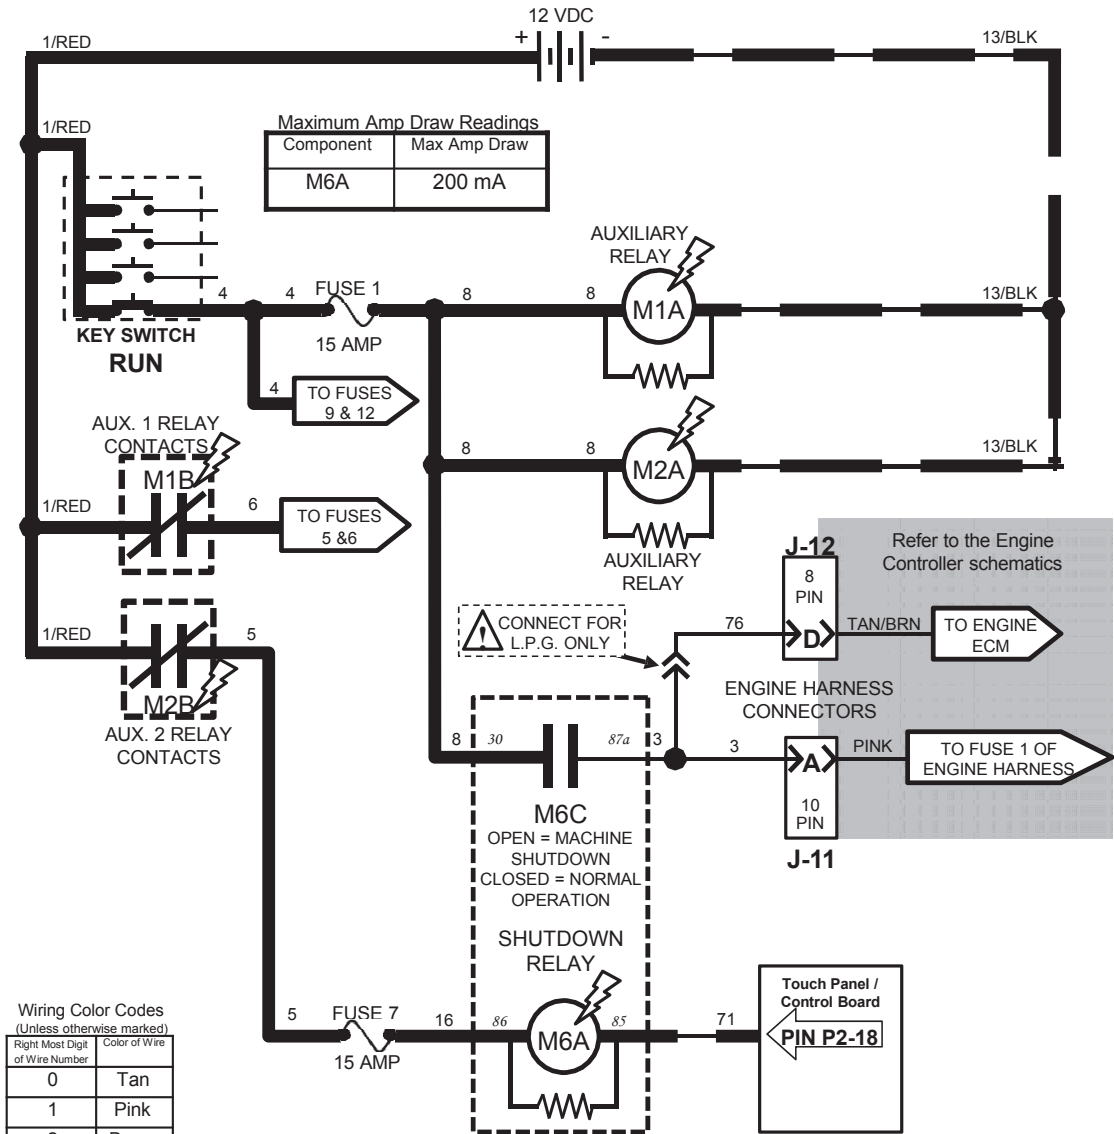 12 VDC
+ -
1/RED
13/BLK
1/RED
Maximum Amp Draw Readings
Component Max Amp Draw
M6A 200 mA
AUXILIARY
RELAY
4 4 FUSE 1 8 8 M1A 13/BLK
15 AMP
KEY SWITCH
RUN
4 TO FUSES
9 & 12
AUX. 1 RELAY
CONTACTS
M1B
8 8 M2A 13/BLK
1/RED 6 TO FUSES
5 &6
AUXILIARY
RELAY
J-12
8
PIN
Refer to the Engine
Controller schematics
CONNECT FOR
L.P.G. ONLY
76 D TAN/BRN TO ENGINE
ECM
1/RED 5
M2B
AUX. 2 RELAY
CONTACTS
ENGINE HARNESS
CONNECTORS
8 30 87a 3 3 A PINK TO FUSE 1 OF
ENGINE HARNESS
10
PIN
J-11
M6C
OPEN = MACHINE
SHUTDOWN
CLOSED = NORMAL
OPERATION
SHUTDOWN
RELAY
5 FUSE 7 16 86 M6A 85 71
15 AMP
Touch Panel /
Control Board
PIN P2-18
Wiring Color Codes
(Unless otherwise marked)
Right Most Digit
of Wire Number
Color of Wire
0 Tan
1 Pink